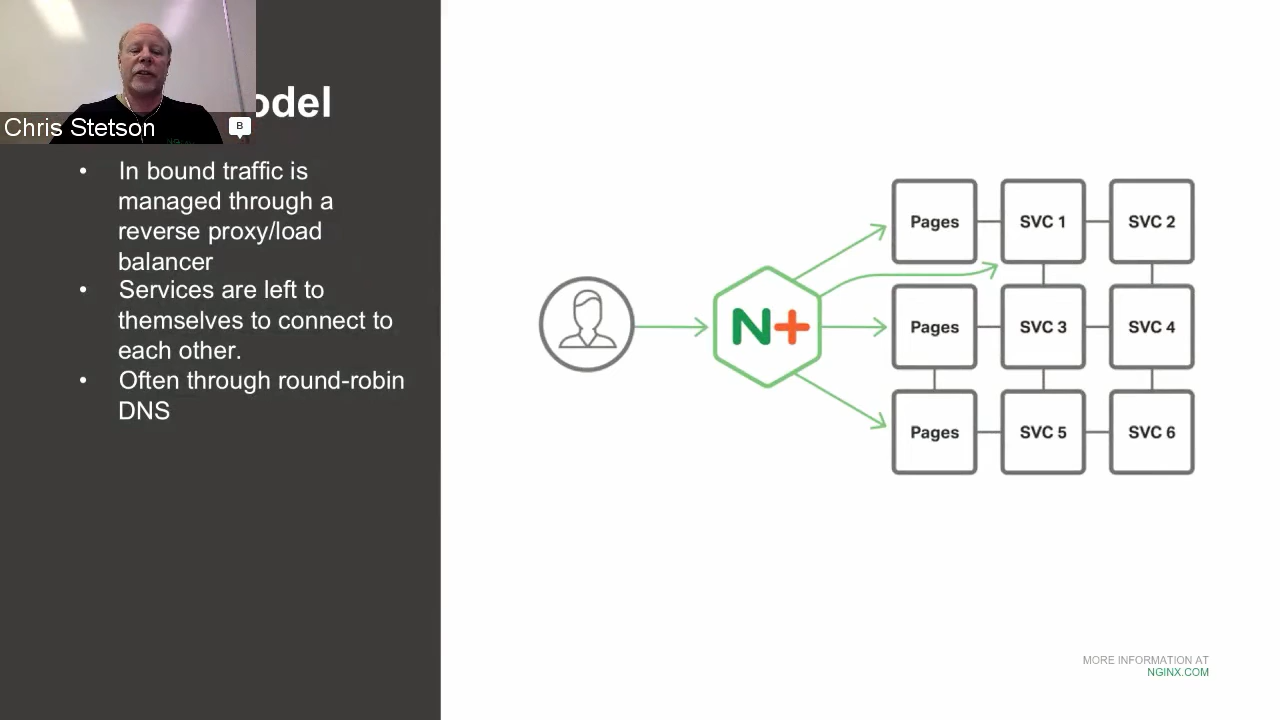 Chris Stetson
B
odel
• In bound traffic is
managed through a
reverse proxy/load
balancer
• Services are left to
themselves to connect to
each other.
• Often through round-robin
DNS
N+
Pages
SVC 1
SVC 2
Pages
SVC 3
SVC 4
Pages
SVC 5
SVC 6
MORE INFORMATION AT
NGINX.COM